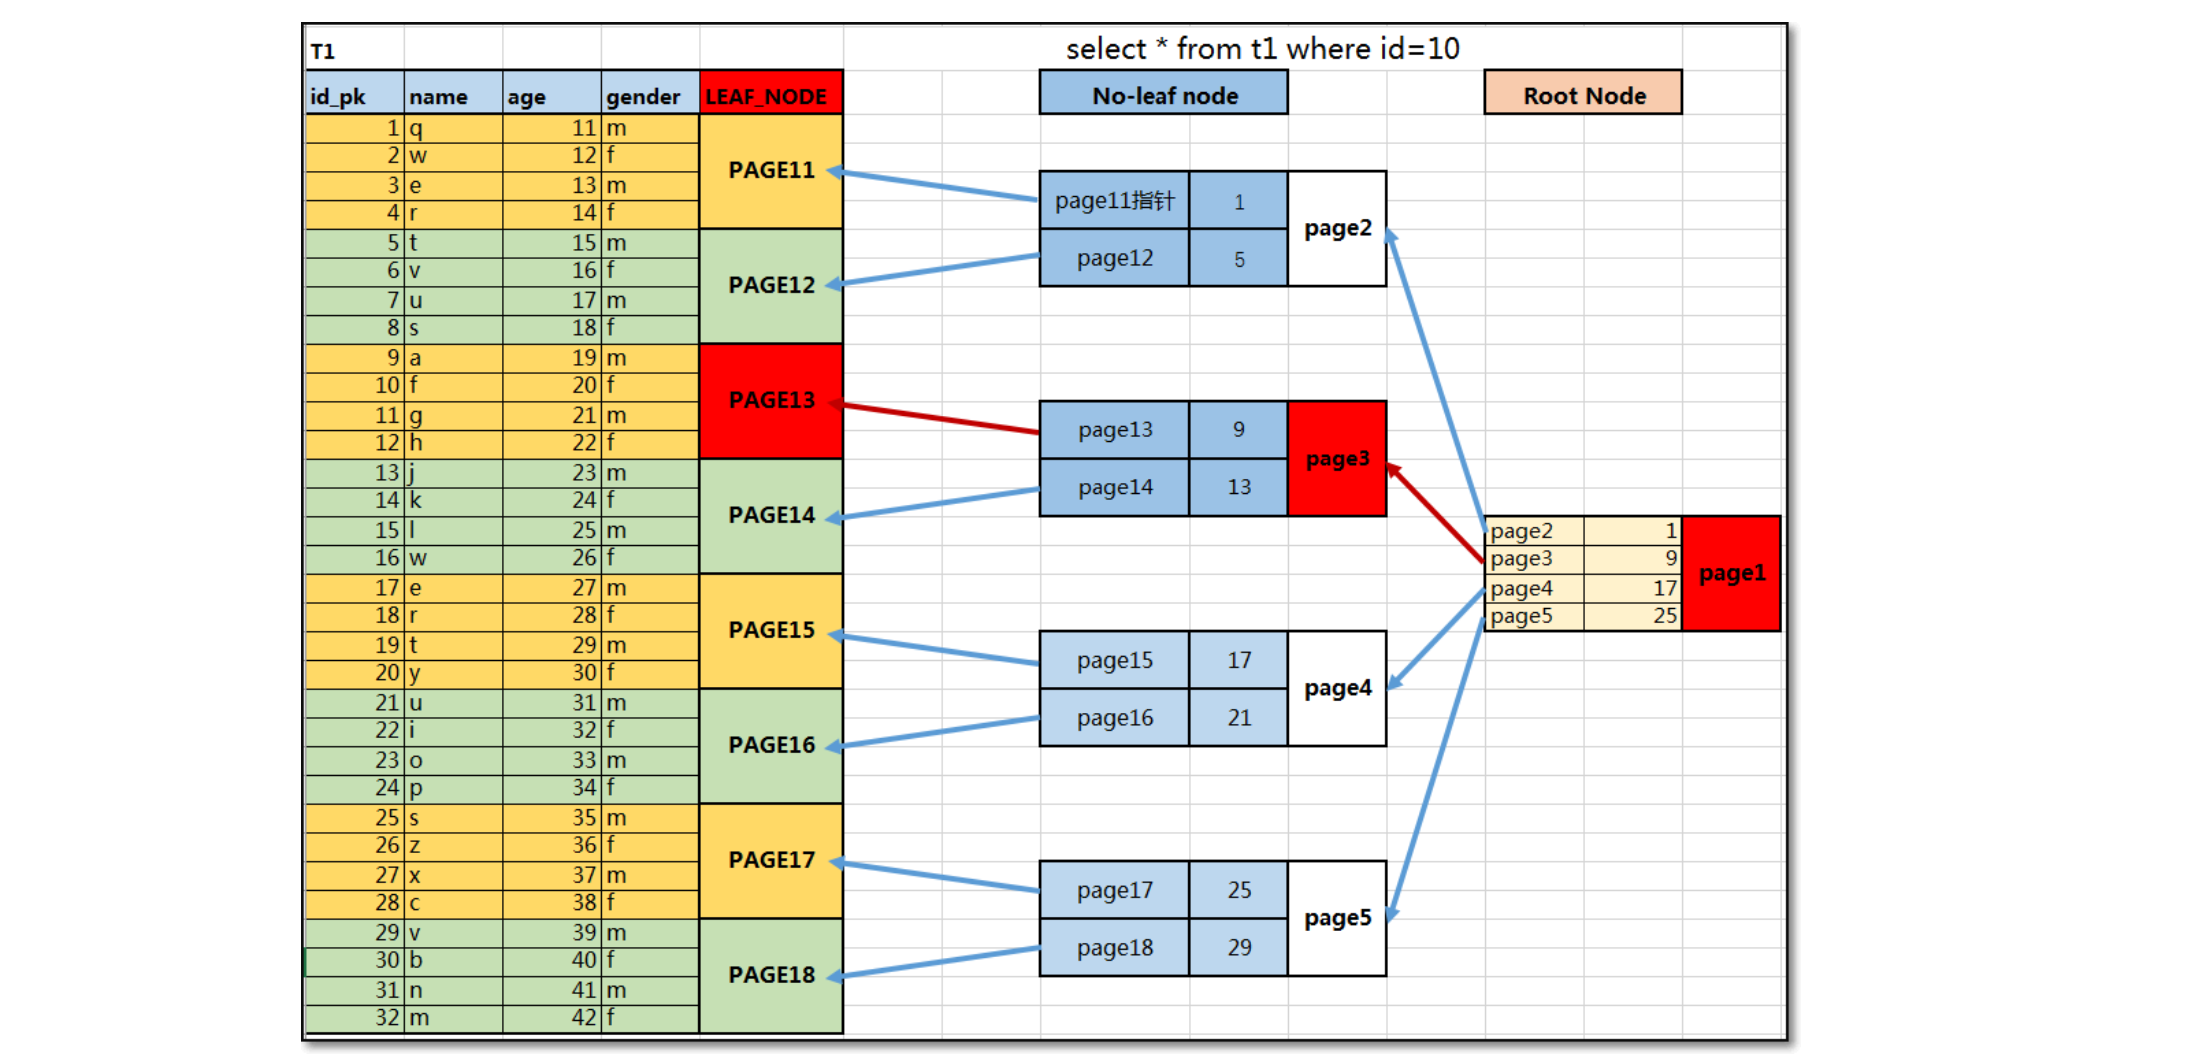 T1
select * from t1 where id=10
id_pk name age gender LEAF_NODE
No-leaf node
Root Node
1 q 11 m
2 w 12 f
3 e 13 m
4 r 14 f
PAGE11
5 t 15 m
6 v 16 f
7 u 17 m
8 s 18 f
PAGE12
9 a 19 m
10 f 20 f
11 g 21 m
12 h 22 f
PAGE13
13 j 23 m
14 k 24 f
15 l 25 m
16 w 26 f
PAGE14
17 e 27 m
18 r 28 f
19 t 29 m
20 y 30 f
PAGE15
21 u 31 m
22 i 32 f
23 o 33 m
24 p 34 f
PAGE16
25 s 35 m
26 z 36 f
27 x 37 m
28 c 38 f
PAGE17
29 v 39 m
30 b 40 f
31 n 41 m
32 m 42 f
PAGE18
page11指针 1
page12 5
page2
page13 9
page14 13
page3
page15 17
page16 21
page4
page17 25
page18 29
page5
page2 1
page3 9
page4 17
page5 25
page1